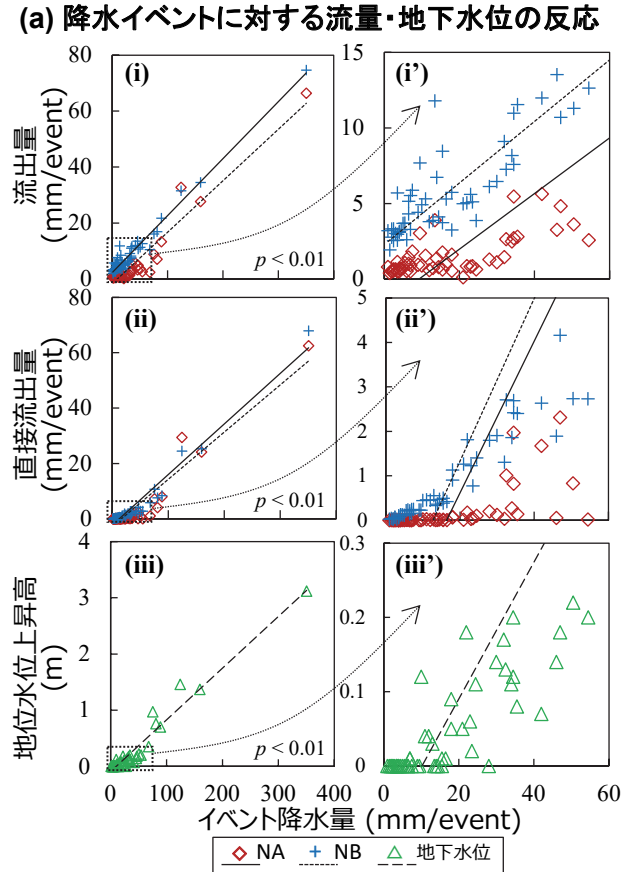 (a) 降水イベントに対する流量・地下水位の反応
(i)
(i')
流出量
(mm/event)
80
60
40
20
0
p < 0.01
15
10
5
0
(ii)
(ii')
直接流出量
(mm/event)
80
60
40
20
0
p < 0.01
5
4
3
2
1
0
(iii)
(iii')
地位水位上昇高
(m)
4
3
2
1
0
p < 0.01
0.3
0.2
0.1
0
0 100 200 300 400
0 20 40 60
イベント降水量 (mm/event)
NA NB 地下水位